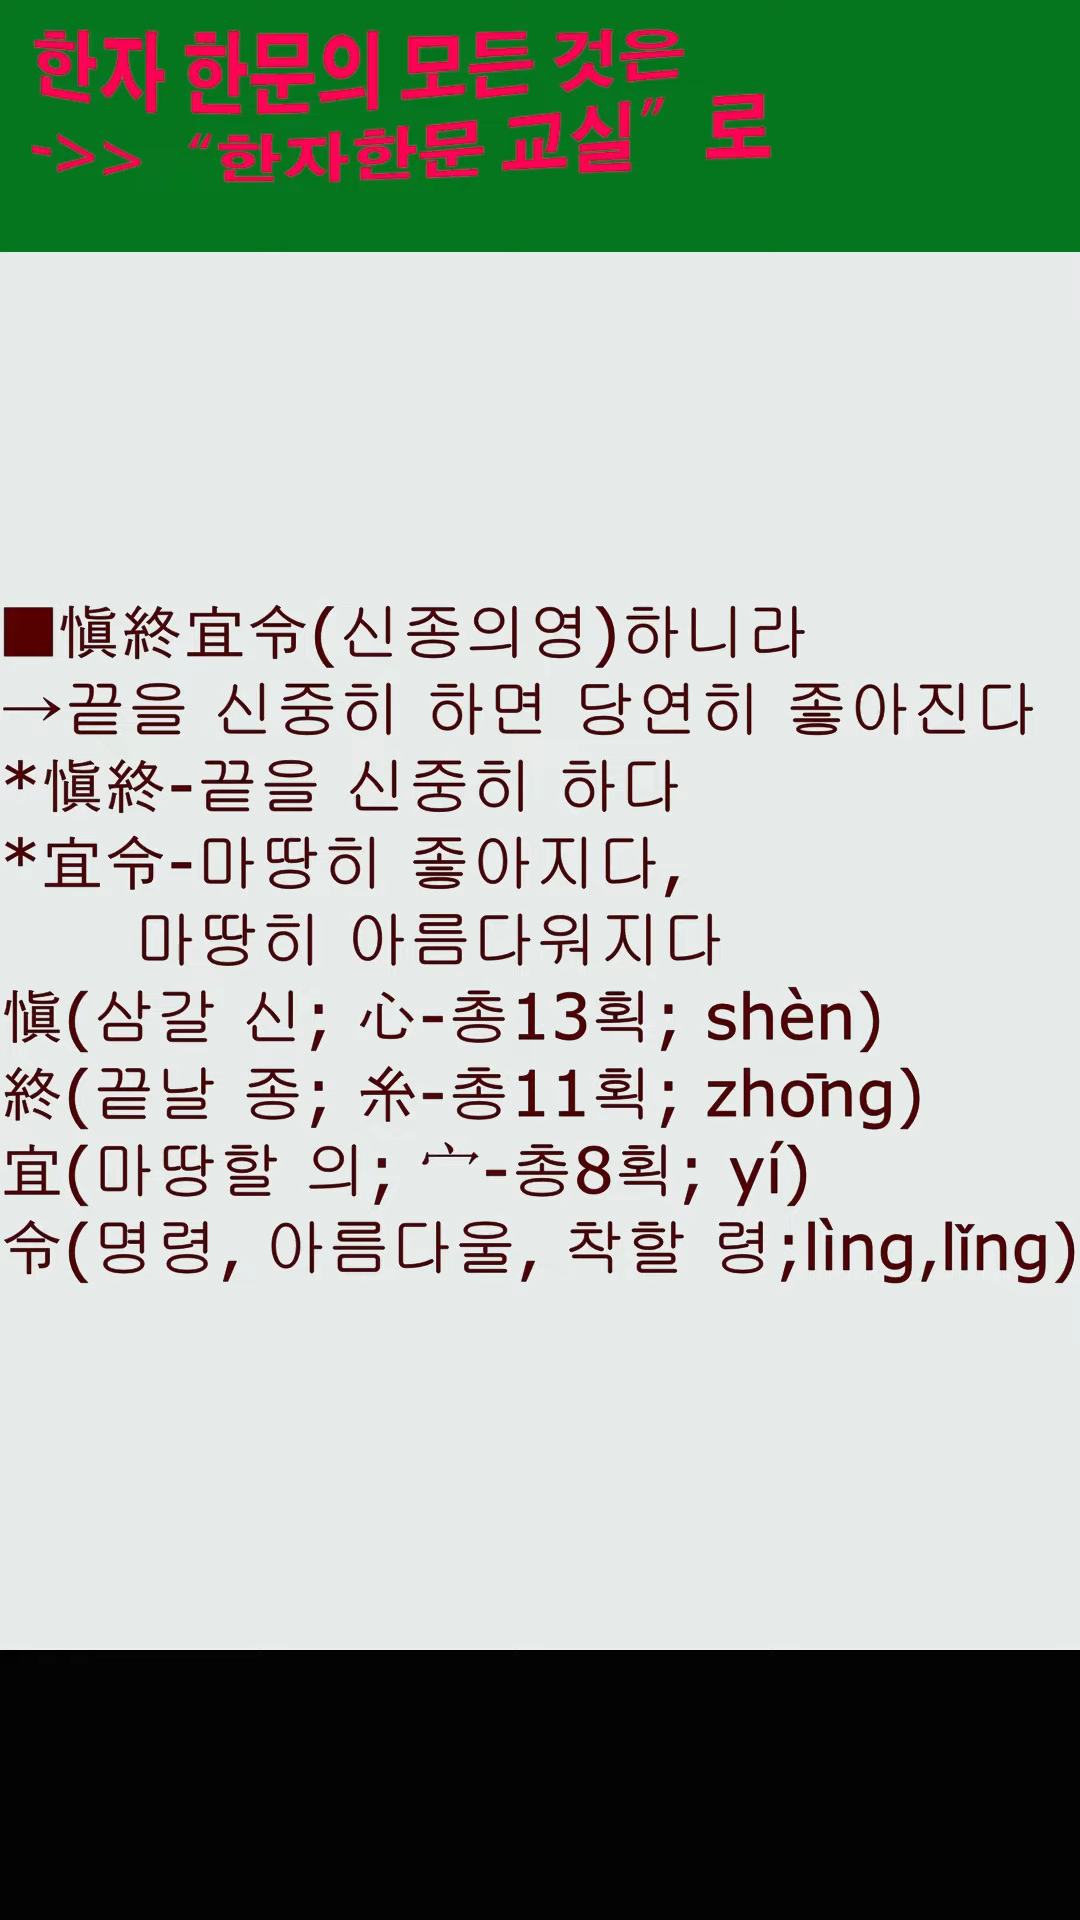 한자 한문의 모든 것은
->> “한자한문 교실” 로
■愼終宜令(신종의영)하니라
→끝을 신중히 하면 당연히 좋아진다
*愼終-끝을 신중히 하다
*宜令-마땅히 좋아지다,
마땅히 아름다워지다
愼(삼갈 신; 心-총13획; shèn)
終(끝날 종; 糸-총11획; zhōng)
宜(마땅할 의; 宀-총8획; yí)
令(명령, 아름다울, 착할 령;lìng,lǐng)